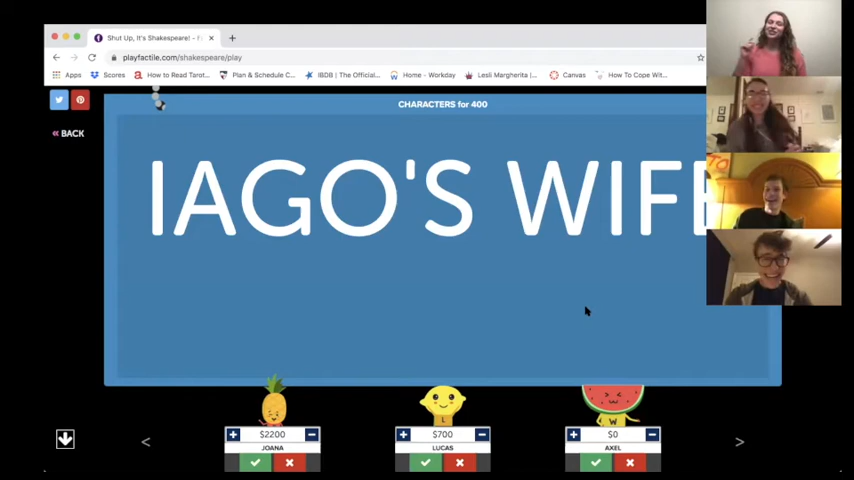 Shut Up, It's Shakespeare! - F
playfactile.com/shakespeare/play
Apps Scores How to Read Tarot... Plan & Schedule C... IBDB | The Official... Home - Workday Lesli Margherita |... Canvas How To Cope Wit...
CHARACTERS for 400
« BACK
IAGO'S WIFE
TO
L
W
+ $2200 −
+ $700 −
+ $0 −
JOANA
LUCAS
AXEL